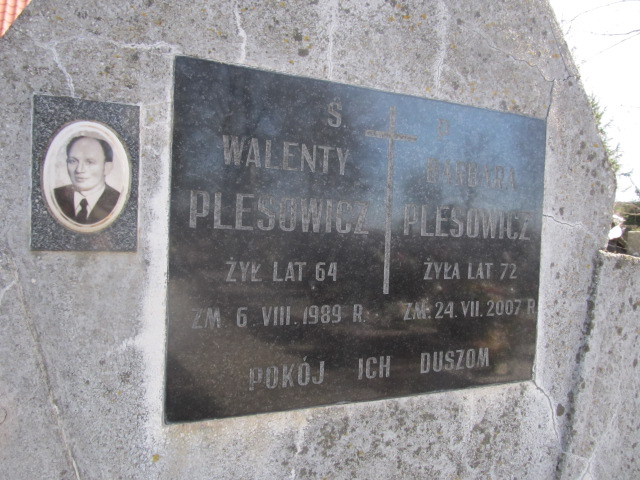 Ś. P.
WALENTY BARBARA
PLESOWICZ PLESOWICZ
ŻYŁ LAT 64 ŻYŁA LAT 72
ZM. 6. VIII. 1989 R. ZM. 24. VII. 2007 R.
POKÓJ ICH DUSZOM